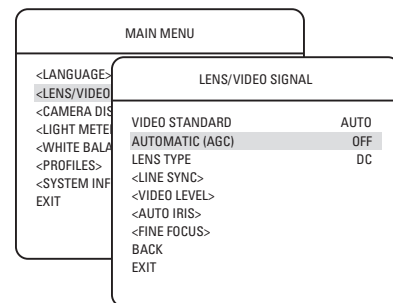 MAIN MENU
<LANGUAGE>
<LENS/VIDEO
<CAMERA DIS
<LIGHT METE
<WHITE BALA
<PROFILES>
<SYSTEM INF
EXIT
LENS/VIDEO SIGNAL
VIDEO STANDARD AUTO
AUTOMATIC (AGC) OFF
LENS TYPE DC
<LINE SYNC>
<VIDEO LEVEL>
<AUTO IRIS>
<FINE FOCUS>
BACK
EXIT